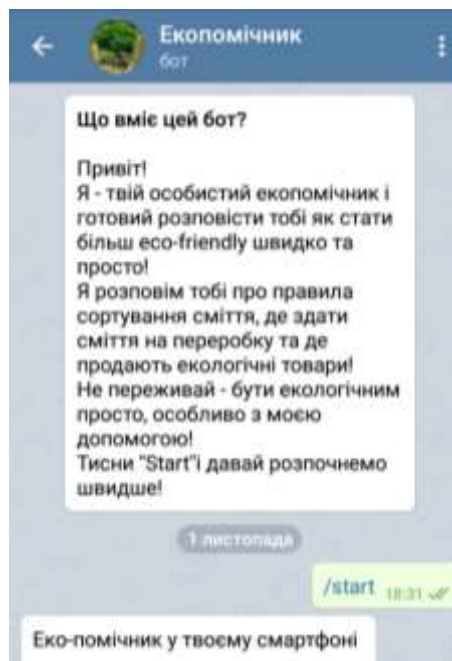 Екопомічник
бот
Що вміє цей бот?
Привіт!
Я - твій особистий екопомічник і
готовий розповісти тобі як стати
більш eco-friendly швидко та
просто!
Я розповім тобі про правила
сортування сміття, де здати
сміття на переробку та де
продають екологічні товари!
Не переживай - бути екологічним
просто, особливо з моєю
допомогою!
Тисни "Start"і давай розпочнемо
швидше!
1 листопада
/start 18:31
Еко-помічник у твоєму смартфоні